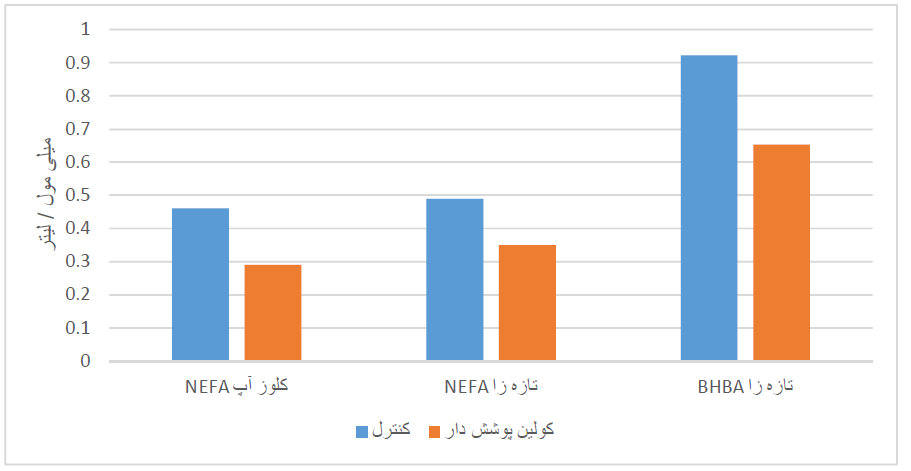 1
0.9
0.8
0.7
0.6
0.5
0.4
0.3
0.2
0.1
0
میلی مول / لیتر
NEFA کلوز آپ
NEFA تازه زا
BHBA تازه زا
کنترل
کولین پوشش دار